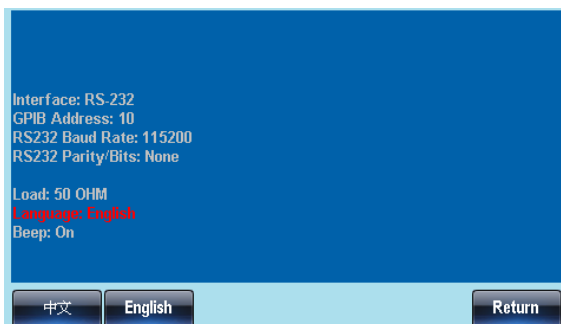 Interface: RS-232
GPIB Address: 10
RS232 Baud Rate: 115200
RS232 Parity/Bits: None
Load: 50 OHM
Language: English
Beep: On
中文 English Return